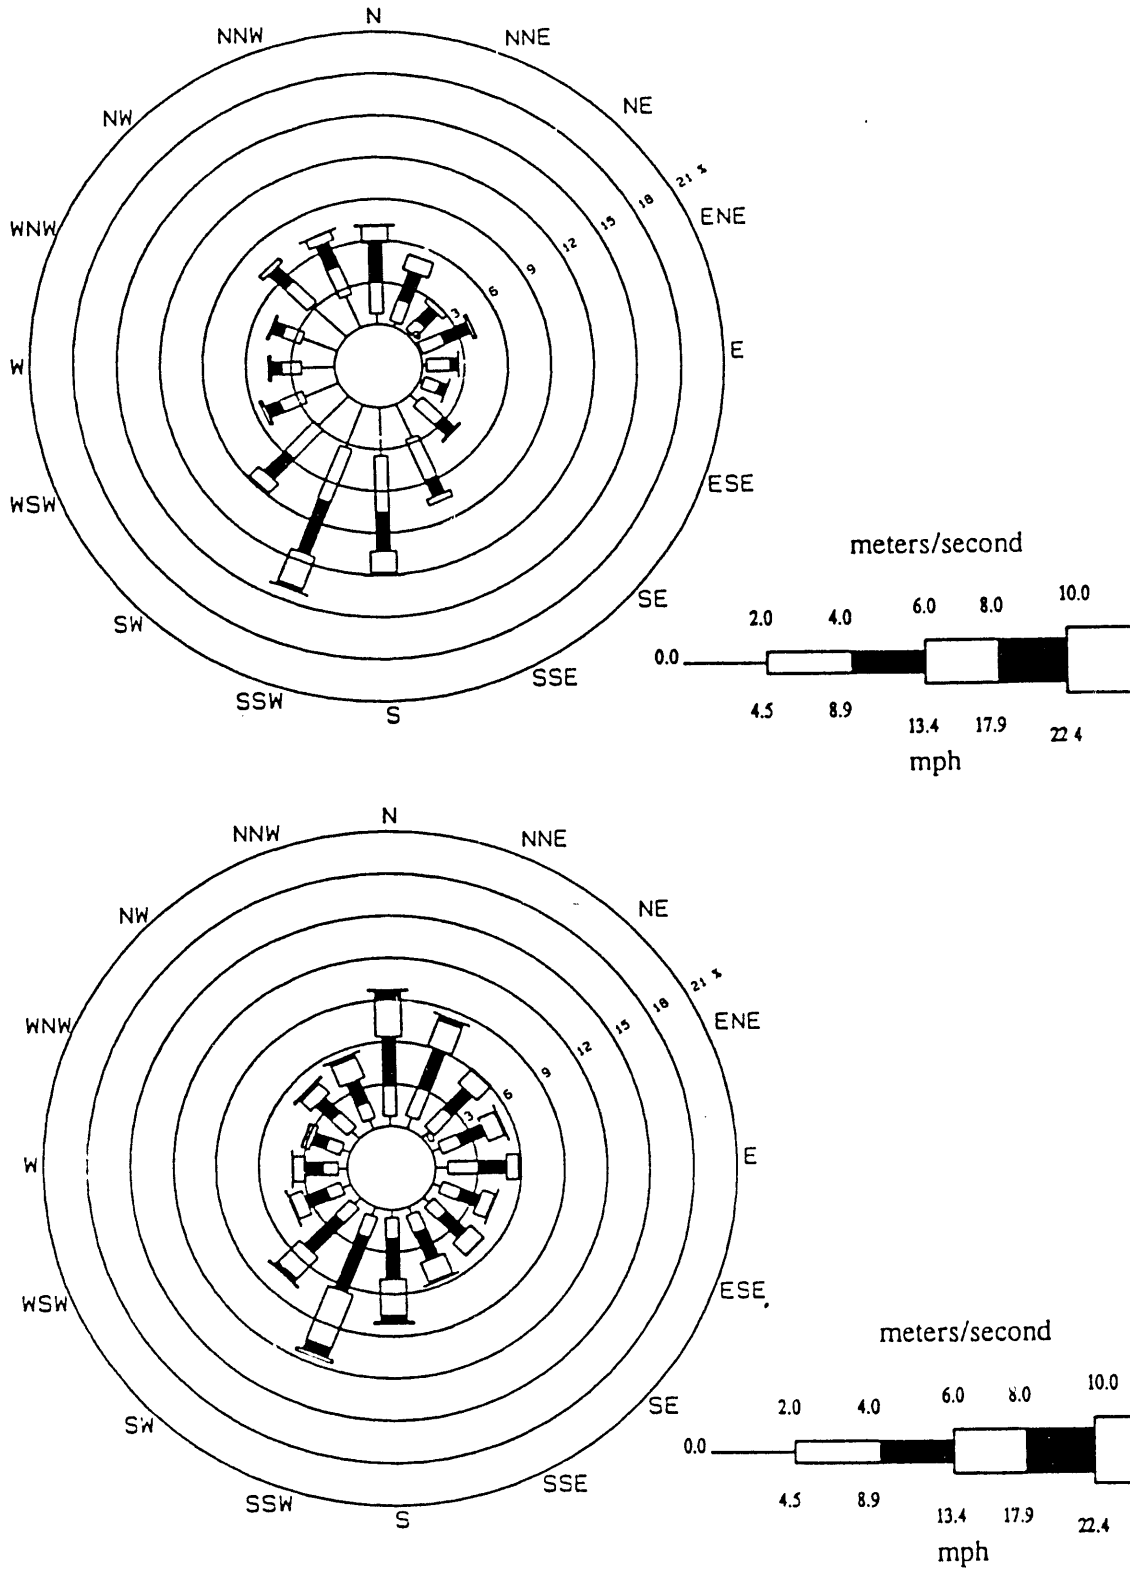 N
NNW
NNE
NW
NE
21 %
18
WNW
ENE
15
12
9
6
3
W
E
WSW
ESE
SW
SE
SSW
SSE
S
meters/second
2.0 4.0 6.0 8.0 10.0
0.0
4.5 8.9 13.4 17.9 22 4
mph
N
NNW
NNE
NW
NE
21 %
18
WNW
ENE
15
12
9
6
3
W
E
WSW
ESE
SW
SE
SSW
SSE
S
meters/second
2.0 4.0 6.0 8.0 10.0
0.0
4.5 8.9 13.4 17.9 22.4
mph